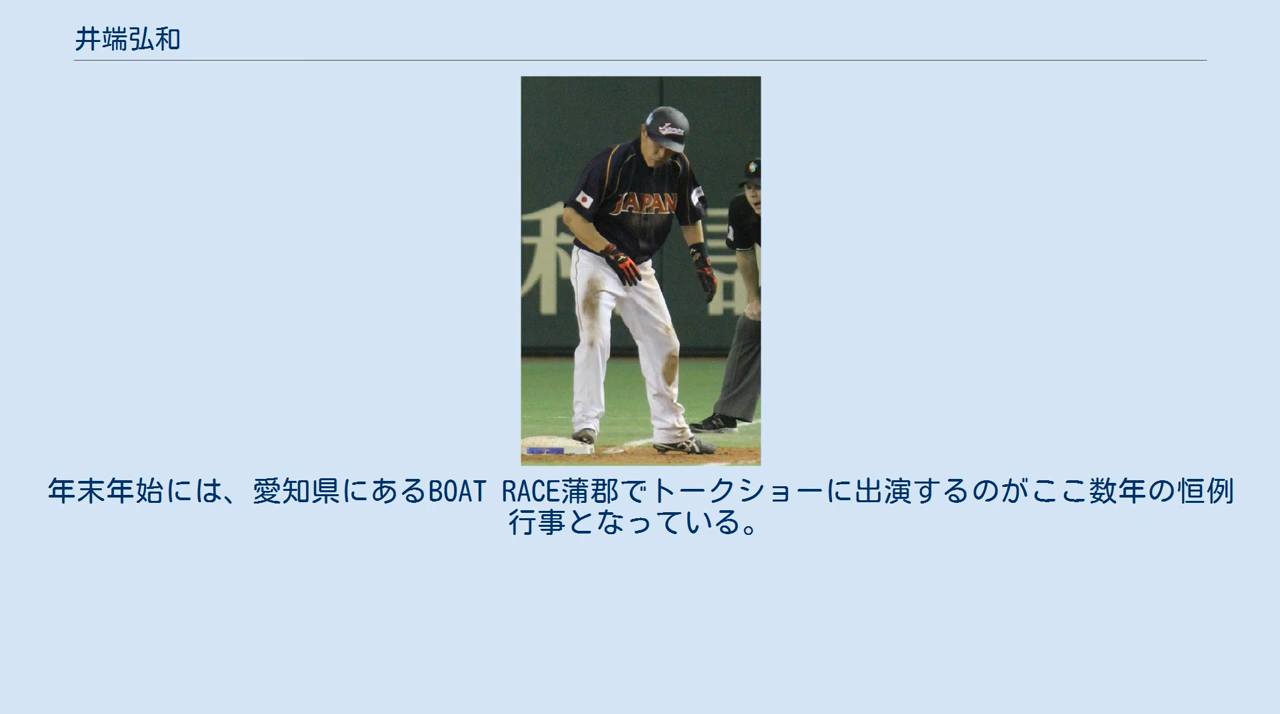 井端弘和
JAPAN
年末年始には、愛知県にあるBOAT RACE蒲郡でトークショーに出演するのがここ数年の恒例
行事となっている。